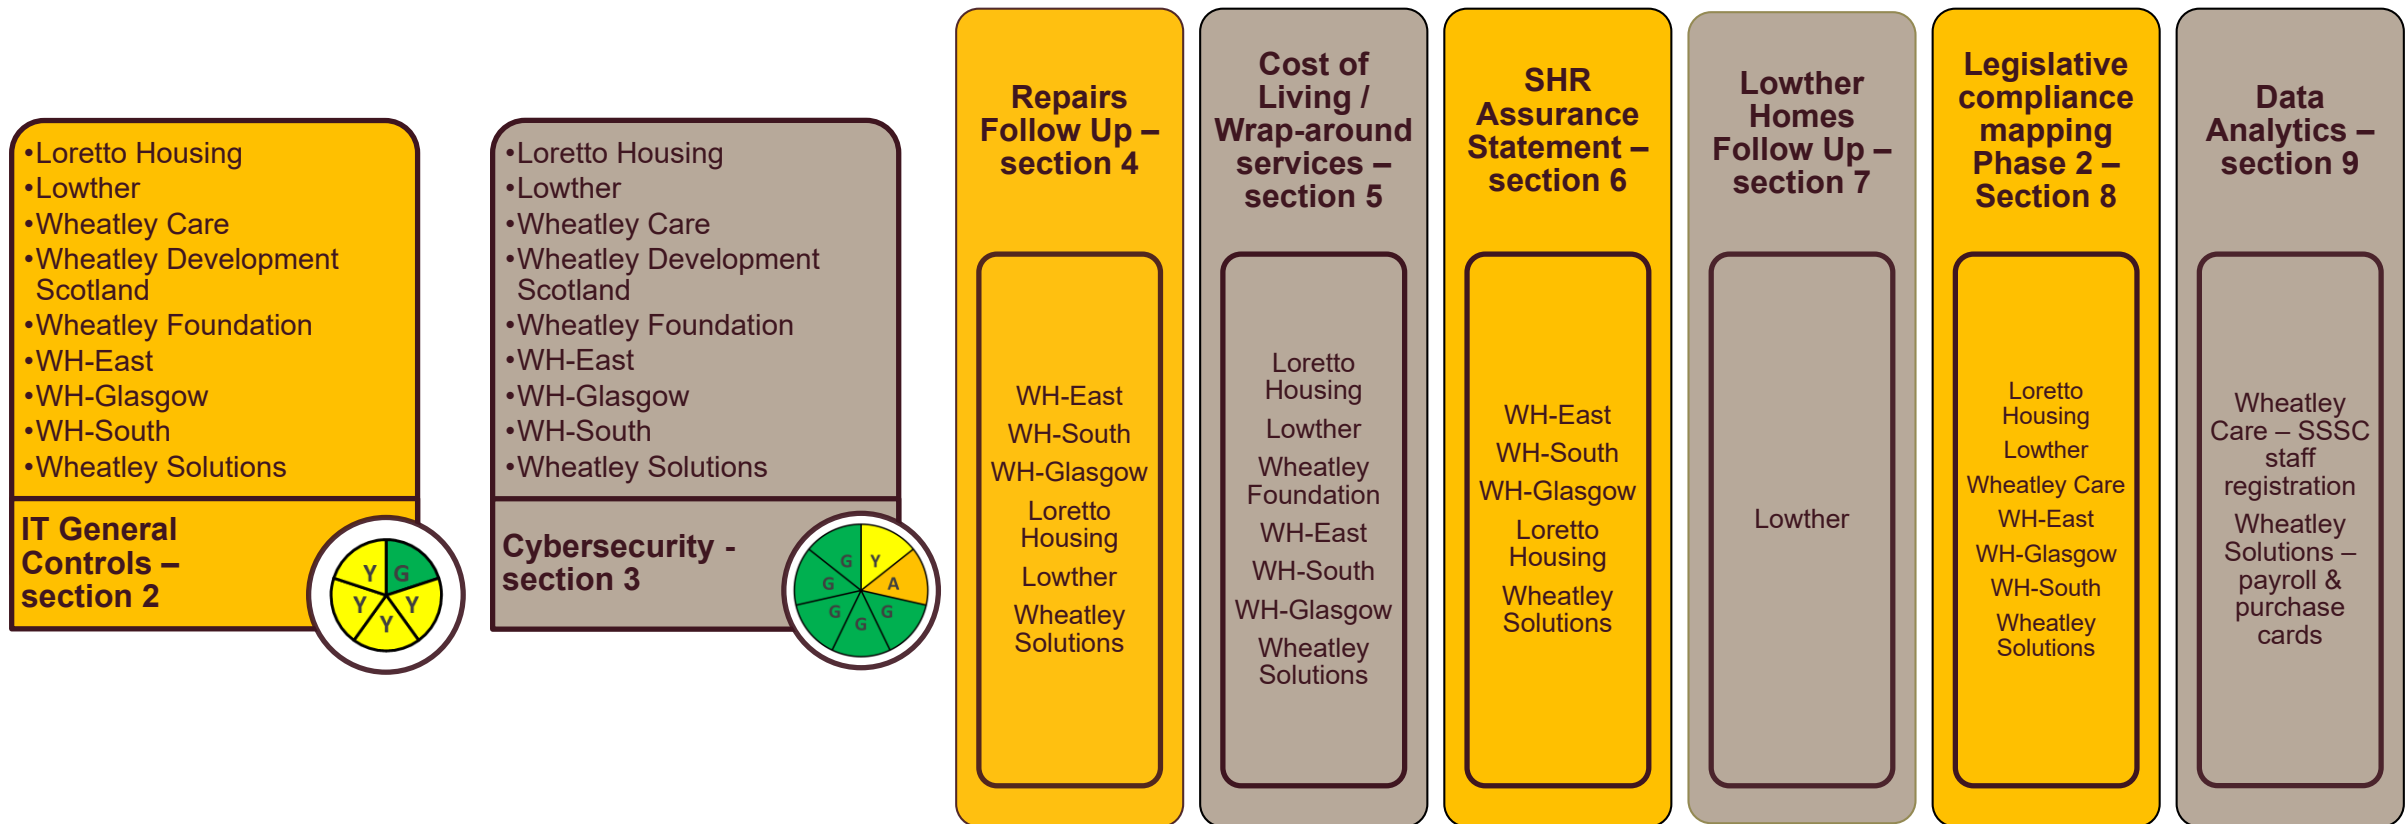 •Loretto Housing
•Lowther
•Wheatley Care
•Wheatley Development
Scotland
•Wheatley Foundation
•WH-East
•WH-Glasgow
•WH-South
•Wheatley Solutions
IT General
Controls –
section 2
Y
G
Y
Y
Y
•Loretto Housing
•Lowther
•Wheatley Care
•Wheatley Development
Scotland
•Wheatley Foundation
•WH-East
•WH-Glasgow
•WH-South
•Wheatley Solutions
Cybersecurity -
section 3
G
Y
G
A
G
G
G
Repairs
Follow Up –
section 4
WH-East
WH-South
WH-Glasgow
Loretto
Housing
Lowther
Wheatley
Solutions
Cost of
Living /
Wrap-around
services –
section 5
Loretto
Housing
Lowther
Wheatley
Foundation
WH-East
WH-South
WH-Glasgow
Wheatley
Solutions
SHR
Assurance
Statement –
section 6
WH-East
WH-South
WH-Glasgow
Loretto
Housing
Wheatley
Solutions
Lowther
Homes
Follow Up –
section 7
Lowther
Legislative
compliance
mapping
Phase 2 –
Section 8
Loretto
Housing
Lowther
Wheatley Care
WH-East
WH-Glasgow
WH-South
Wheatley
Solutions
Data
Analytics –
section 9
Wheatley
Care – SSSC
staff
registration
Wheatley
Solutions –
payroll &
purchase
cards